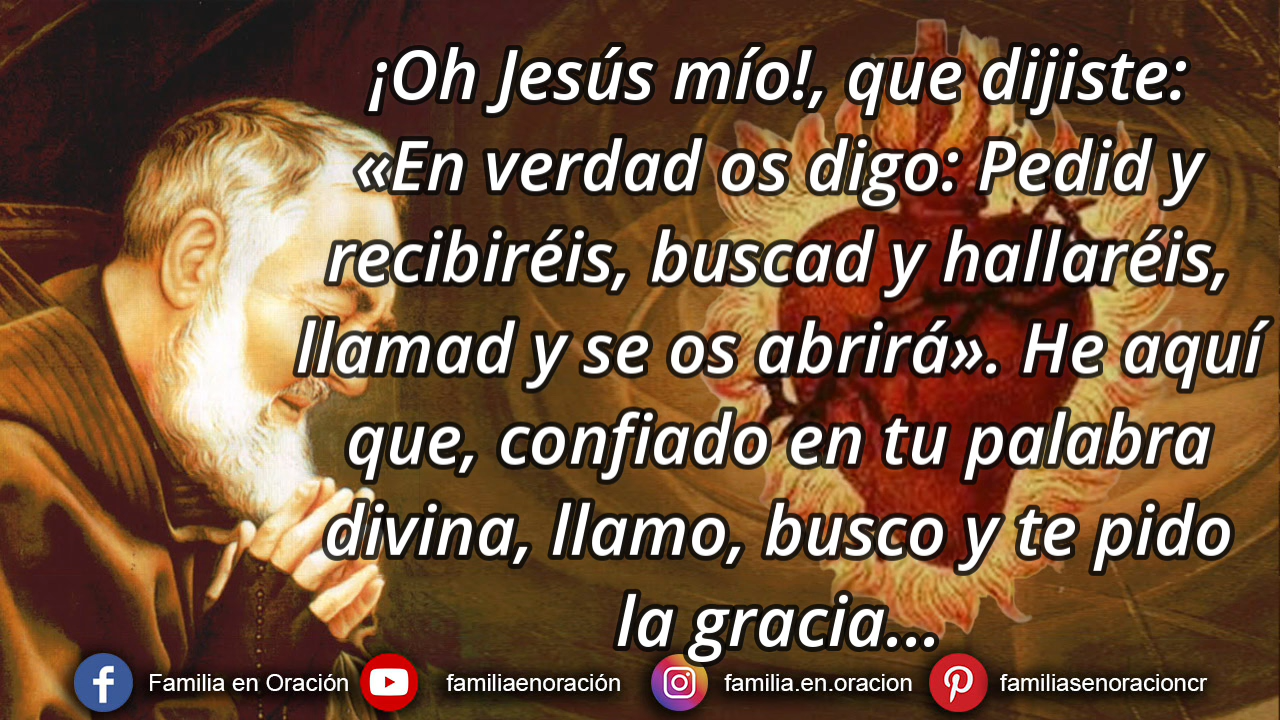 ¡Oh Jesús mío!, que dijiste:
«En verdad os digo: Pedid y
recibiréis, buscad y hallaréis,
llamad y se os abrirá». He aquí
que, confiado en tu palabra
divina, llamo, busco y te pido
la gracia...
Familia en Oración familiaenoración familia.en.oracion familiasenoracioncr